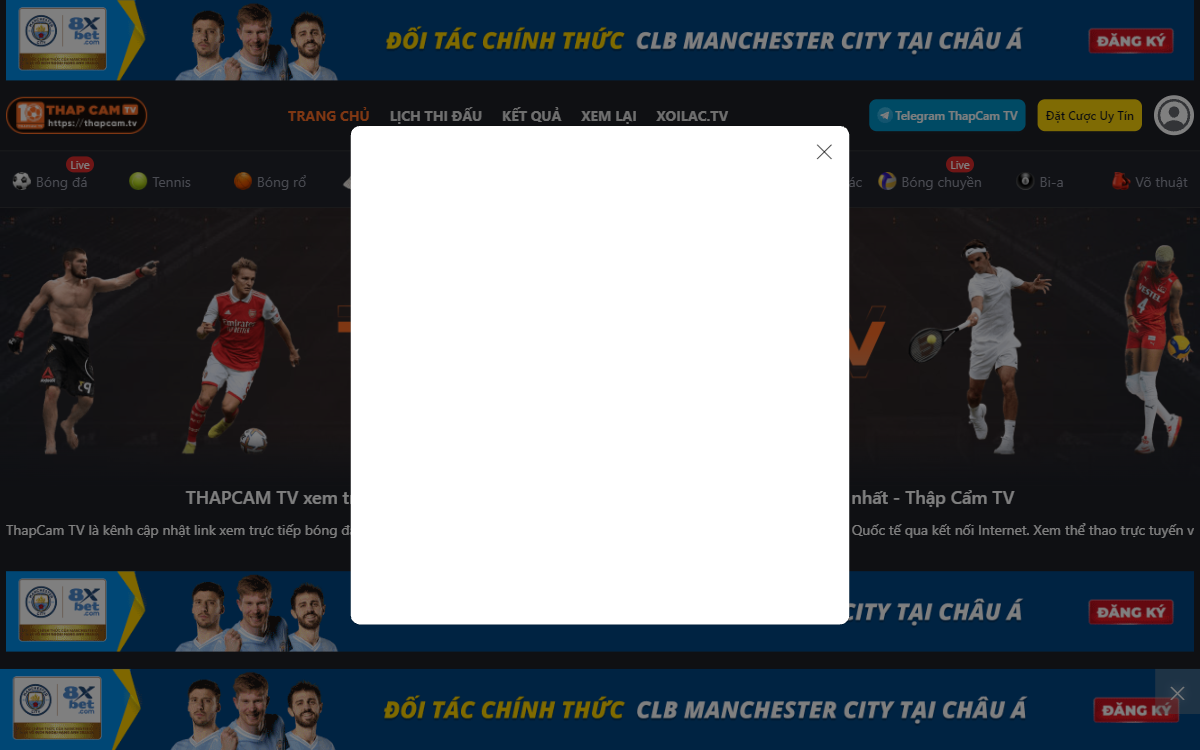 8X
bet
.com
ĐỐI TÁC CHÍNH THỨC CLB MANCHESTER CITY TẠI CHÂU Á
ĐĂNG KÝ
THAP CAM TV
https://thapcam.tv
TRANG CHỦ
LỊCH THI ĐẤU
KẾT QUẢ
XEM LẠI
XOILAC.TV
Telegram ThapCam TV
Đặt Cược Uy Tín
Live
Bóng đá
Tennis
Bóng rổ
ác
Live
Bóng chuyền
Bi-a
Võ thuật
THAPCAM TV xem tr
nhất - Thập Cẩm TV
ThapCam TV là kênh cập nhật link xem trực tiếp bóng đ
Quốc tế qua kết nối Internet. Xem thể thao trực tuyến v
8X
bet
.com
CITY TẠI CHÂU Á
ĐĂNG KÝ
8X
bet
.com
ĐỐI TÁC CHÍNH THỨC CLB MANCHESTER CITY TẠI CHÂU Á
ĐĂNG KÝ